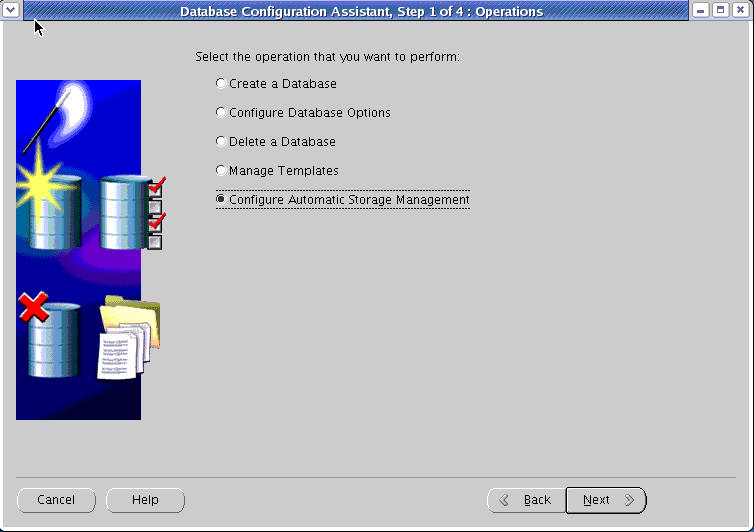 Database Configuration Assistant, Step 1 of 4 : Operations
Select the operation that you want to perform:
Create a Database
Configure Database Options
Delete a Database
Manage Templates
Configure Automatic Storage Management
Cancel
Help
Back
Next